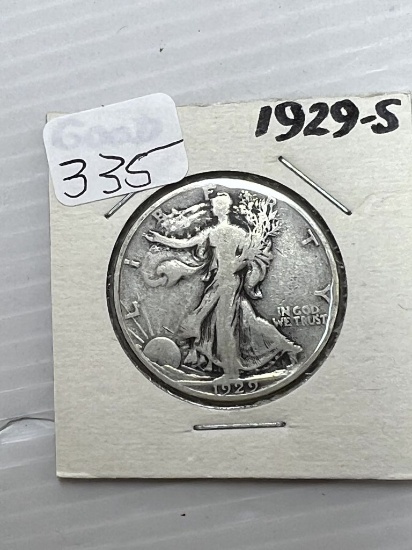 1929-S
Good
335
LIBERTY
IN GOD
WE TRUST
1929